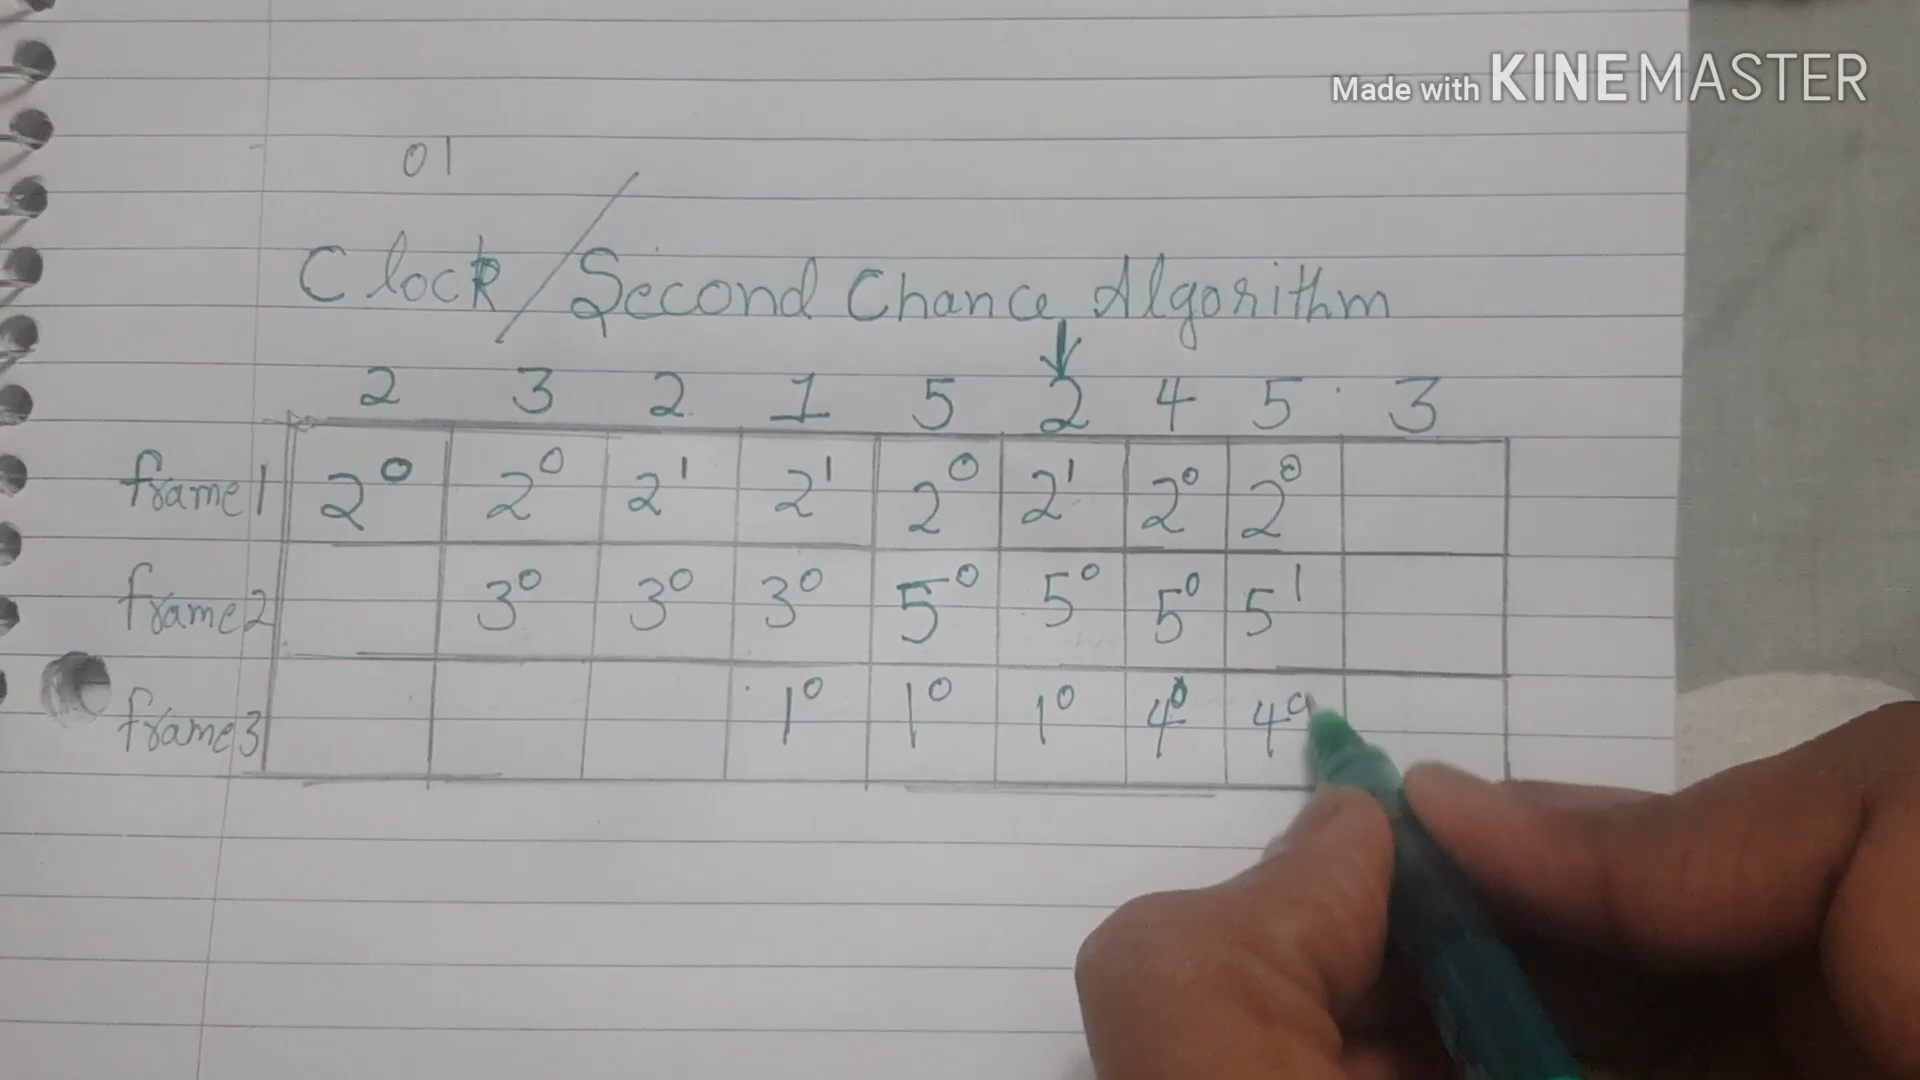 Made with KINEMASTER
01
Clock/Second Chance Algorithm
2 3 2 1 5 2 4 5 3
frame1 2⁰ 2⁰ 2¹ 2¹ 2⁰ 2¹ 2⁰ 2⁰
frame2 3⁰ 3⁰ 3⁰ 5⁰ 5⁰ 5⁰ 5¹
frame3 1⁰ 1⁰ 1⁰ 4⁰ 4⁰